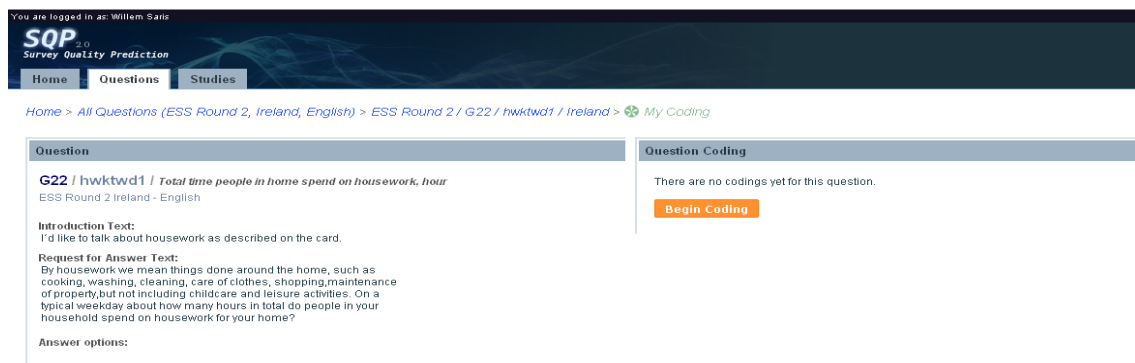 You are logged in as: Willem Saris
SQP 2.0
Survey Quality Prediction
Home Questions Studies
Home > All Questions (ESS Round 2, Ireland, English) > ESS Round 2 / G22 / hwktwd1 / Ireland > My Coding
Question
G22 / hwktwd1 / Total time people in home spend on housework, hour
ESS Round 2 Ireland - English
Introduction Text:
I´d like to talk about housework as described on the card.
Request for Answer Text:
By housework we mean things done around the home, such as
cooking, washing, cleaning, care of clothes, shopping,maintenance
of property,but not including childcare and leisure activities. On a
typical weekday about how many hours in total do people in your
household spend on housework for your home?
Answer options:
Question Coding
There are no codings yet for this question.
Begin Coding